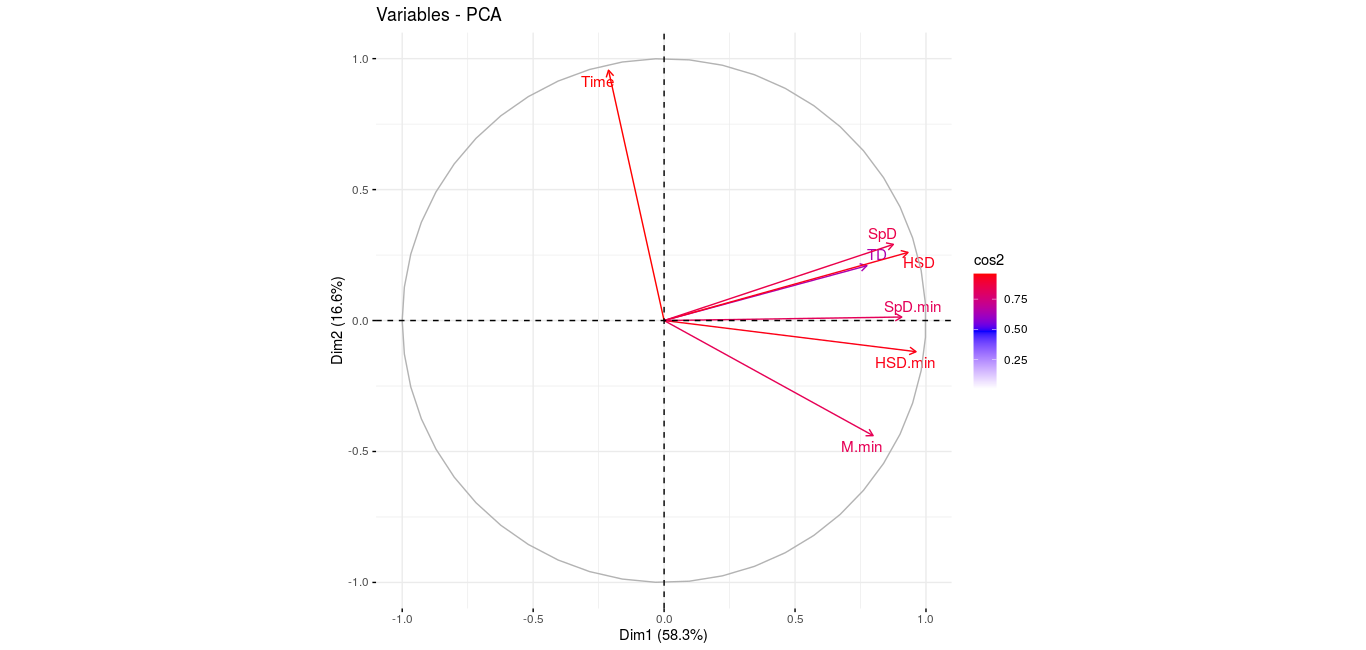 Variables - PCA
1.0
Time
0.5
SpD
TD
HSD
cos2
0.75
0.50
0.25
SpD.min
0.0
HSD.min
Dim2 (16.6%)
M.min
-0.5
-1.0
-1.0
-0.5
0.0
0.5
1.0
Dim1 (58.3%)